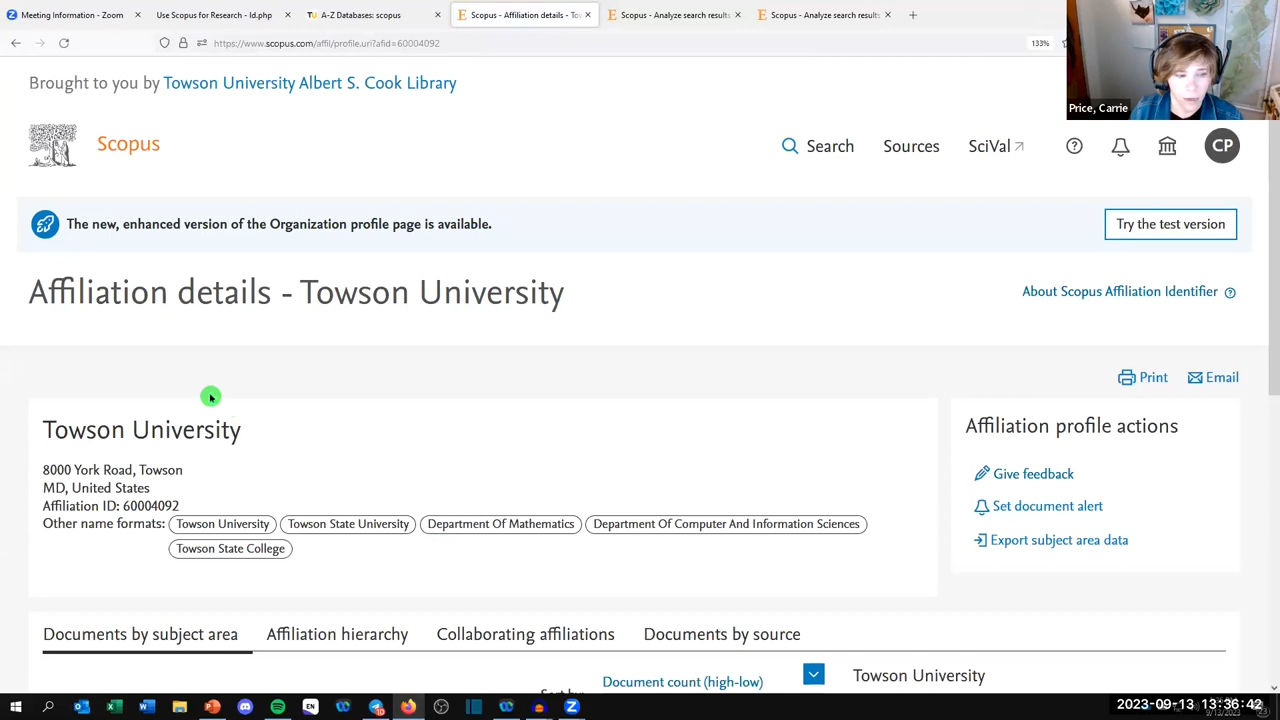 Meeting Information - Zoom
Use Scopus for Research - ld.php
TU A-Z Databases: scopus
Scopus - Affiliation details - To
Scopus - Analyze search results
Scopus - Analyze search results
https://www.scopus.com/affil/profile.uri?afid=60004092
133%
Price, Carrie
Brought to you by Towson University Albert S. Cook Library
Scopus
Search
Sources
SciVal
CP
The new, enhanced version of the Organization profile page is available.
Try the test version
Affiliation details - Towson University
About Scopus Affiliation Identifier
Print
Email
Towson University
8000 York Road, Towson
MD, United States
Affiliation ID: 60004092
Other name formats: Towson University Towson State University Department Of Mathematics Department Of Computer And Information Sciences
Towson State College
Affiliation profile actions
Give feedback
Set document alert
Export subject area data
Documents by subject area
Affiliation hierarchy
Collaborating affiliations
Documents by source
Sort by:
Document count (high-low)
Towson University
2023-09-13 13:36:42